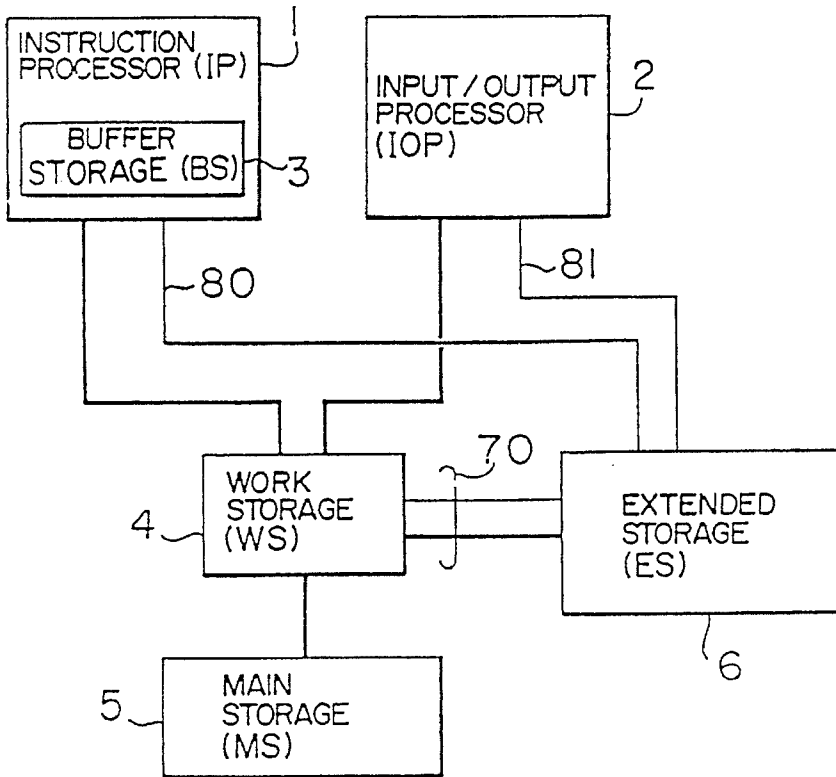 1
INSTRUCTION
PROCESSOR (IP)
BUFFER
STORAGE (BS)
3
INPUT / OUTPUT
PROCESSOR
(IOP)
2
80
81
70
WORK
STORAGE
(WS)
4
EXTENDED
STORAGE
(ES)
6
MAIN
STORAGE
(MS)
5